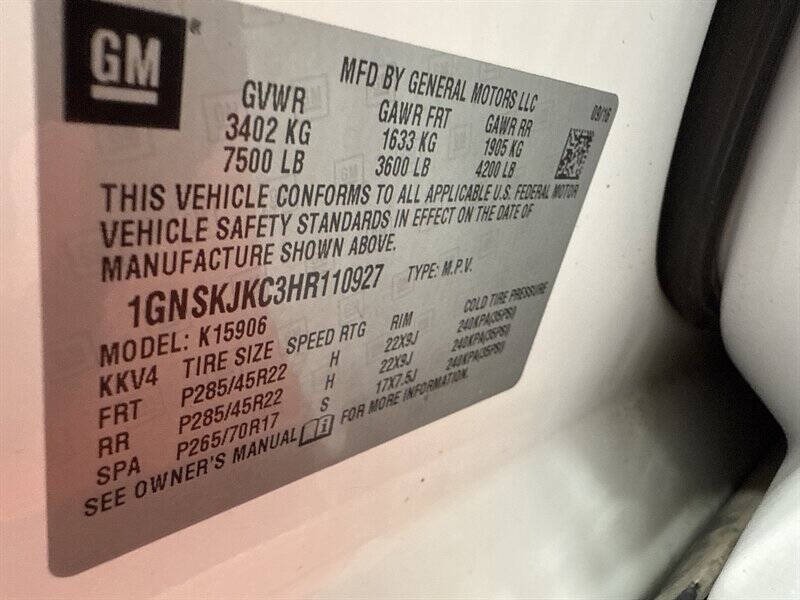 GM®
MFD BY GENERAL MOTORS LLC
09/16
GVWR GAWR FRT GAWR RR
3402 KG 1633 KG 1905 KG
7500 LB 3600 LB 4200 LB
THIS VEHICLE CONFORMS TO ALL APPLICABLE U.S. FEDERAL MOTOR
VEHICLE SAFETY STANDARDS IN EFFECT ON THE DATE OF
MANUFACTURE SHOWN ABOVE.
1GNSKJKC3HR110927 TYPE: M.P.V.
MODEL: K15906
KKV4 TIRE SIZE SPEED RTG RIM COLD TIRE PRESSURE
FRT P285/45R22 H 22X9J 240KPA(35PSI)
RR P285/45R22 H 22X9J 240KPA(35PSI)
SPA P265/70R17 S 17X7.5J 240KPA(35PSI)
SEE OWNER'S MANUAL FOR MORE INFORMATION.